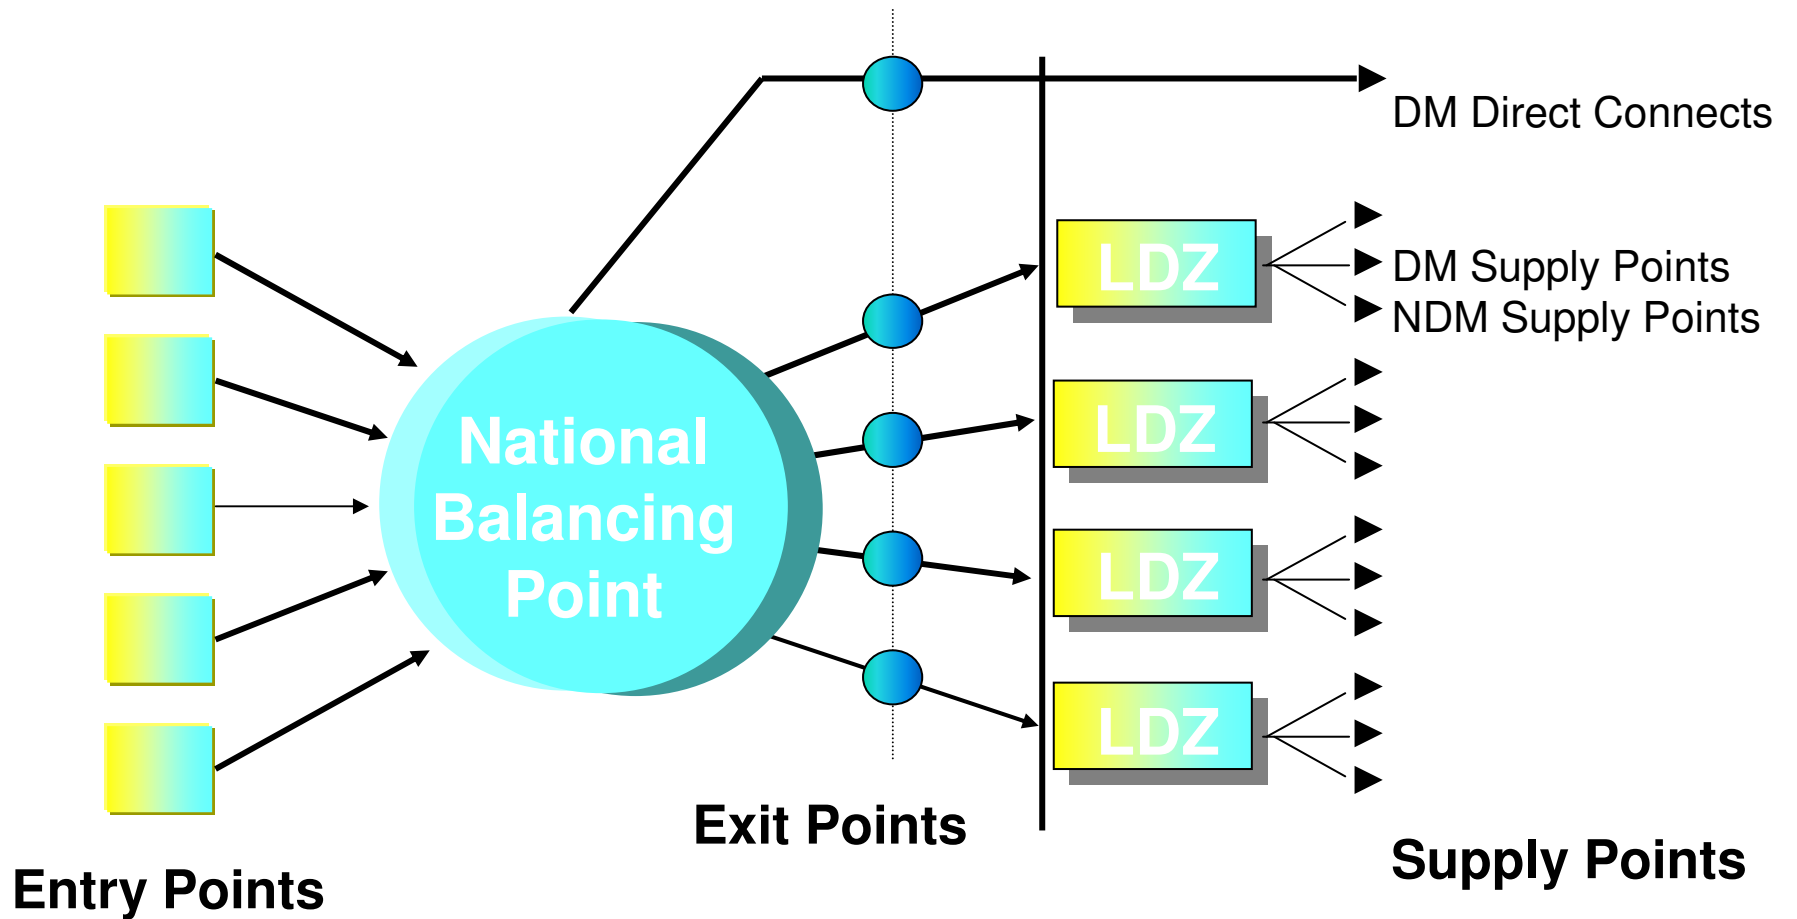 DM Direct Connects
LDZ
DM Supply Points
NDM Supply Points
LDZ
National
Balancing
Point
LDZ
LDZ
Exit Points
Supply Points
Entry Points